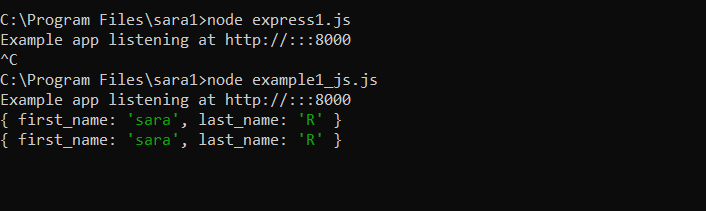 C:\Program Files\sara1>node express1.js
Example app listening at http://:::8000
^C
C:\Program Files\sara1>node example1_js.js
Example app listening at http://:::8000
{ first_name: 'sara', last_name: 'R' }
{ first_name: 'sara', last_name: 'R' }